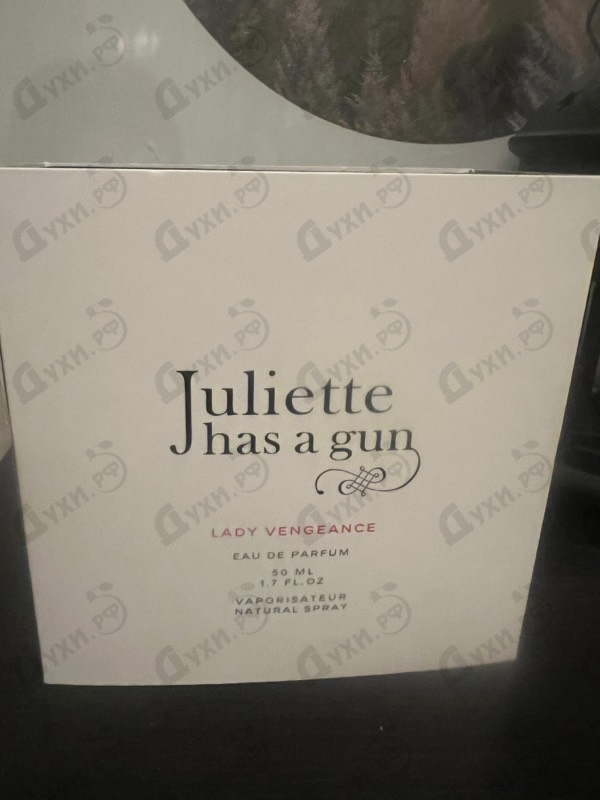 Juliette
has a gun
LADY VENGEANCE
EAU DE PARFUM
50 ML
1.7 FL.OZ
VAPORISATEUR
NATURAL SPRAY
Духи.рф